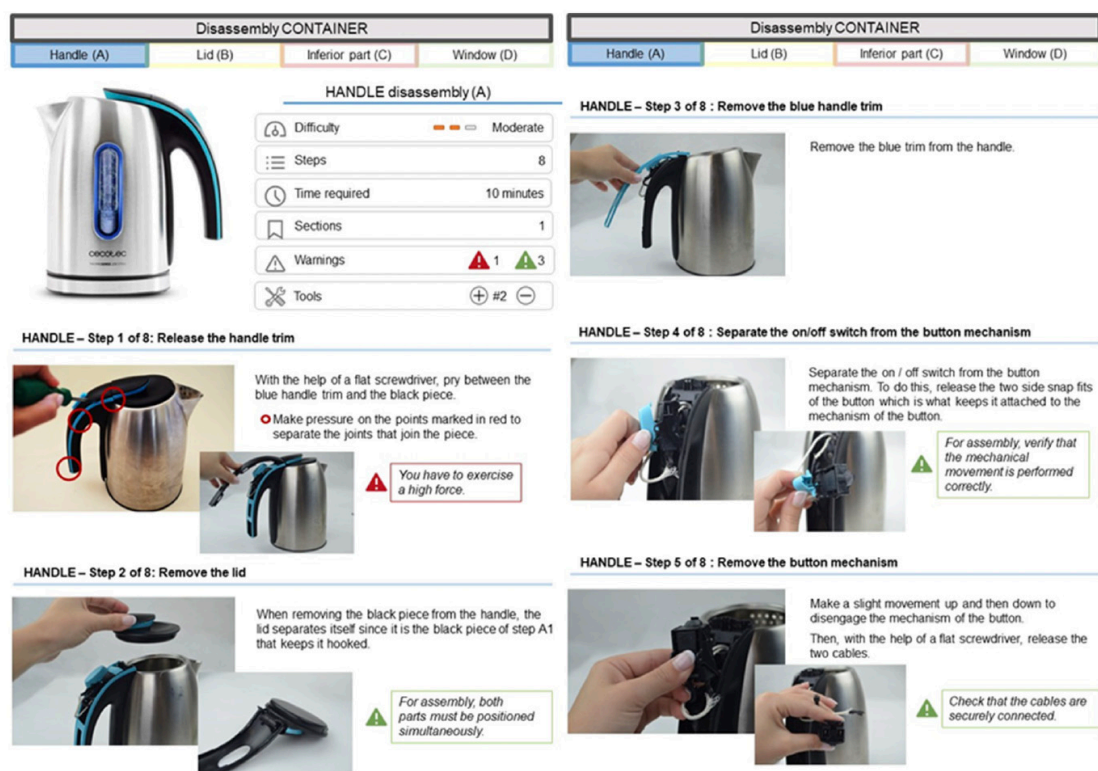 Disassembly CONTAINER
Handle (A)
Lid (B)
Inferior part (C)
Window (D)
HANDLE disassembly (A)
Difficulty
Moderate
Steps
8
Time required
10 minutes
Sections
1
Warnings
1
3
Tools
#2
cecotec
HANDLE – Step 1 of 8: Release the handle trim
With the help of a flat screwdriver, pry between the
blue handle trim and the black piece.
Make pressure on the points marked in red to
separate the joints that join the piece.
You have to exercise
a high force.
HANDLE – Step 2 of 8: Remove the lid
When removing the black piece from the handle, the
lid separates itself since it is the black piece of step A1
that keeps it hooked.
For assembly, both
parts must be positioned
simultaneously.
Disassembly CONTAINER
Handle (A)
Lid (B)
Inferior part (C)
Window (D)
HANDLE – Step 3 of 8 : Remove the blue handle trim
Remove the blue trim from the handle.
HANDLE – Step 4 of 8 : Separate the on/off switch from the button mechanism
Separate the on / off switch from the button
mechanism. To do this, release the two side snap fits
of the button which is what keeps it attached to the
mechanism of the button.
For assembly, verify that
the mechanical
movement is performed
correctly.
HANDLE – Step 5 of 8 : Remove the button mechanism
Make a slight movement up and then down to
disengage the mechanism of the button.
Then, with the help of a flat screwdriver, release the
two cables.
Check that the cables are
securely connected.